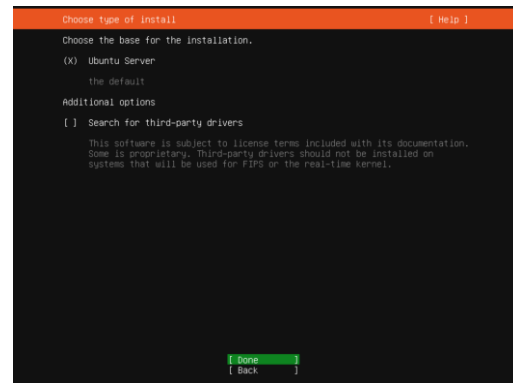 Choose type of install [ Help ]
Choose the base for the installation.
(X) Ubuntu Server
the default
Additional options
[ ] Search for third-party drivers
This software is subject to license terms included with its documentation.
Some is proprietary. Third-party drivers should not be installed on
systems that will be used for FIPS or the real-time kernel.
[ Done ]
[ Back ]